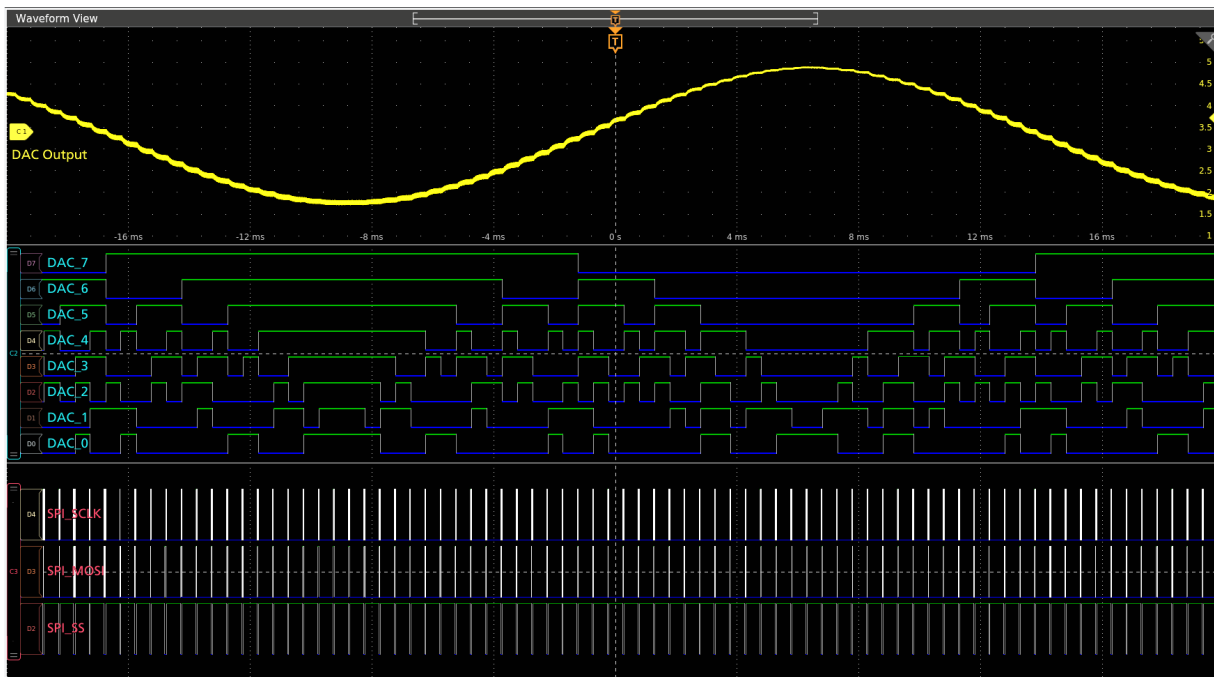 Waveform View
T
T
5
4.5
4
3.5
3
2.5
2
1.5
1
C 1
DAC Output
-16 ms -12 ms -8 ms -4 ms 0 s 4 ms 8 ms 12 ms 16 ms
D7 DAC_7
D6 DAC_6
D5 DAC_5
D4 DAC_4
C2
D3 DAC_3
D2 DAC_2
D1 DAC_1
D0 DAC_0
D4 SPI_SCLK
C3 D3 SPI_MOSI
D2 SPI_SS